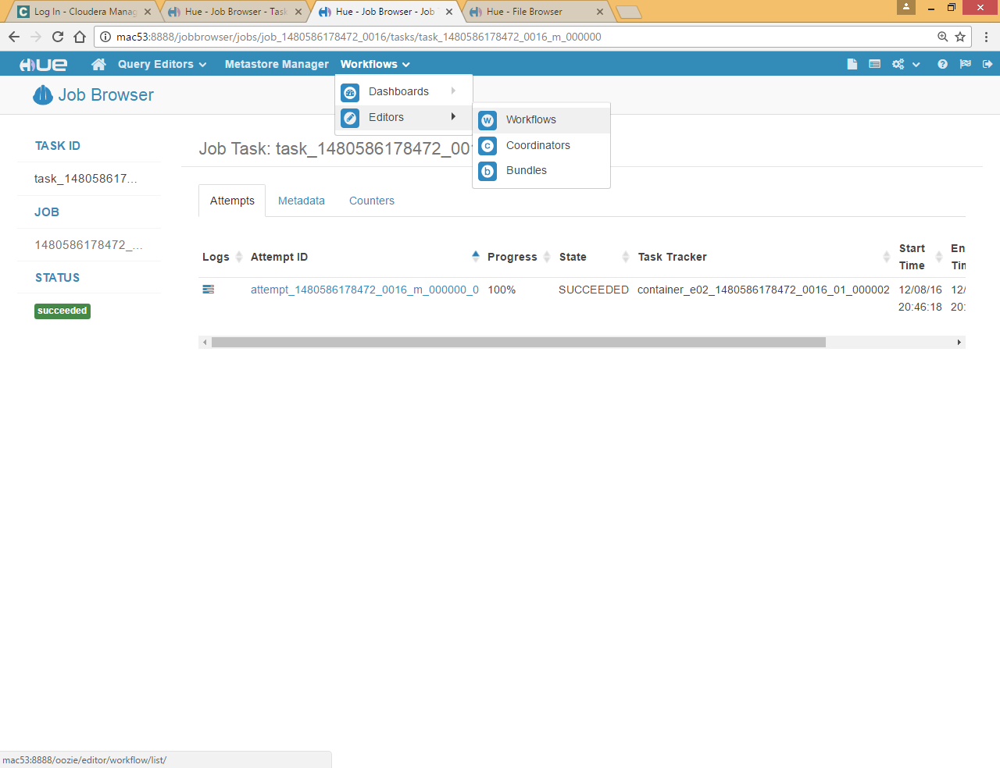 Log In - Cloudera Manag
Hue - Job Browser - Task
Hue - Job Browser - Job
Hue - File Browser
mac53:8888/jobbrowser/jobs/job_1480586178472_0016/tasks/task_1480586178472_0016_m_000000
HUE Query Editors Metastore Manager Workflows
Job Browser
Dashboards
Editors
Workflows
Coordinators
Bundles
TASK ID
task_148058617...
JOB
1480586178472_...
STATUS
succeeded
Job Task: task_1480586178472_00
Attempts Metadata Counters
Logs Attempt ID Progress State Task Tracker Start Time En Tim
attempt_1480586178472_0016_m_000000_0 100% SUCCEEDED container_e02_1480586178472_0016_01_000002 12/08/16 20:46:18 12/ 20:
mac53:8888/oozie/editor/workflow/list/